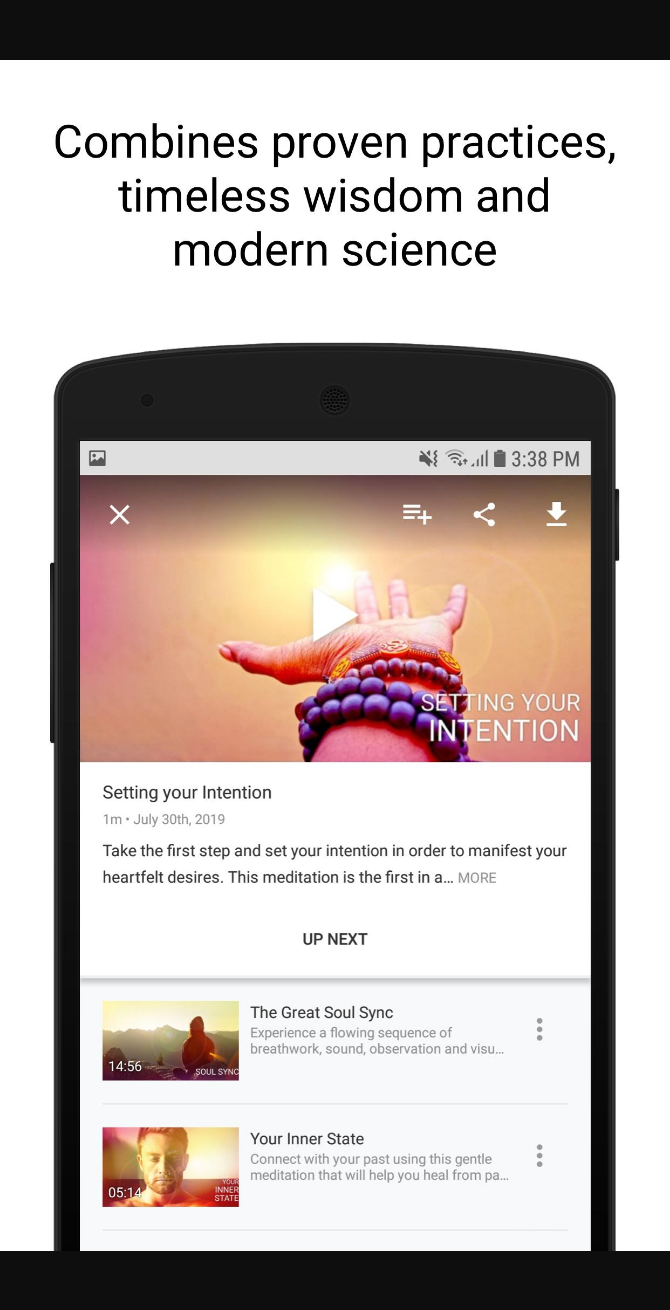 Combines proven practices,
timeless wisdom and
modern science
3:38 PM
SETTING YOUR
INTENTION
Setting your Intention
1m • July 30th, 2019
Take the first step and set your intention in order to manifest your
heartfelt desires. This meditation is the first in a... MORE
UP NEXT
The Great Soul Sync
Experience a flowing sequence of
breathwork, sound, observation and visu...
14:56
SOUL SYNC
Your Inner State
Connect with your past using this gentle
meditation that will help you heal from pa...
05:14
YOUR
INNER
STATE